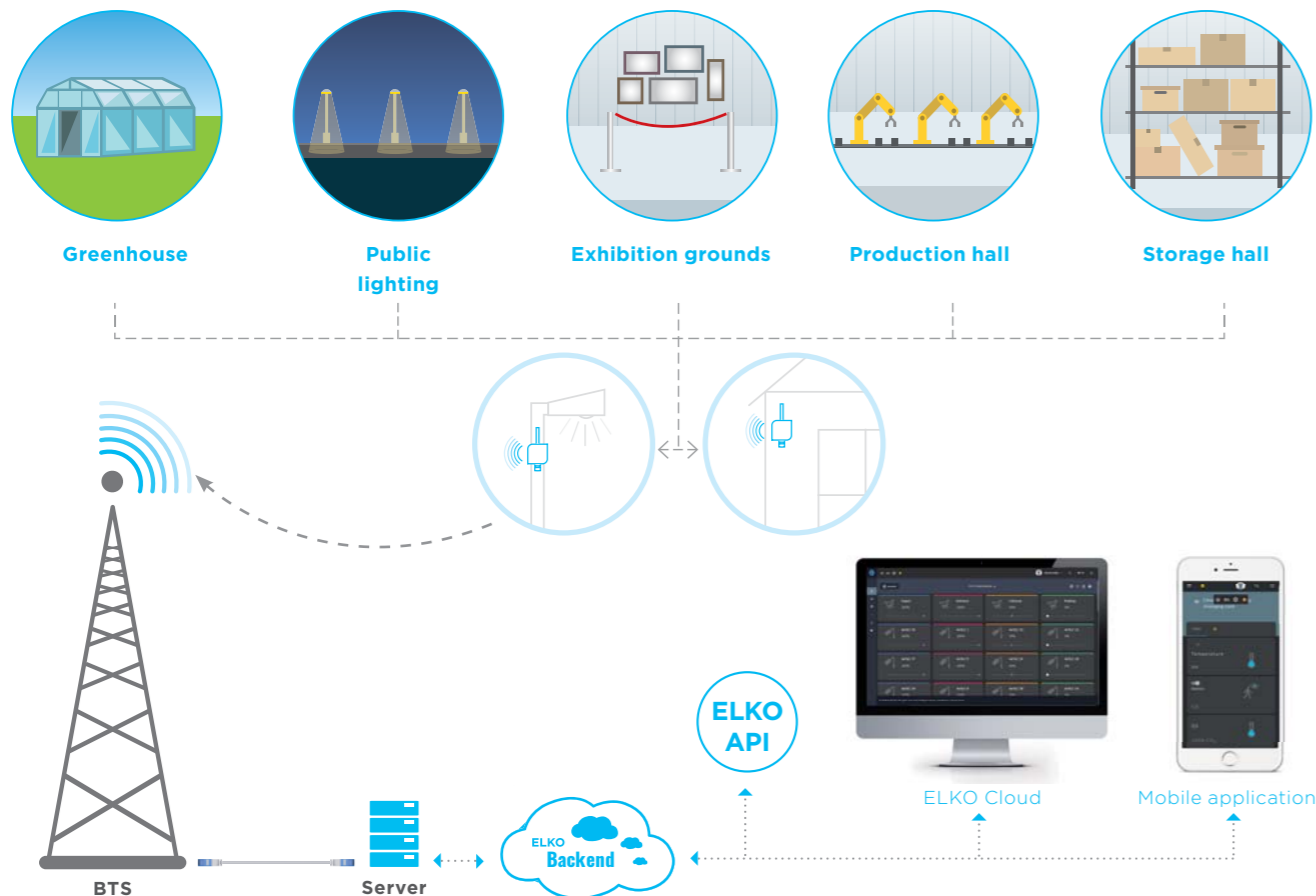 Greenhouse
Public
lighting
Exhibition grounds
Production hall
Storage hall
ELKO
API
ELKO Cloud
Mobile application
ELKO
Backend
BTS
Server
Temperature